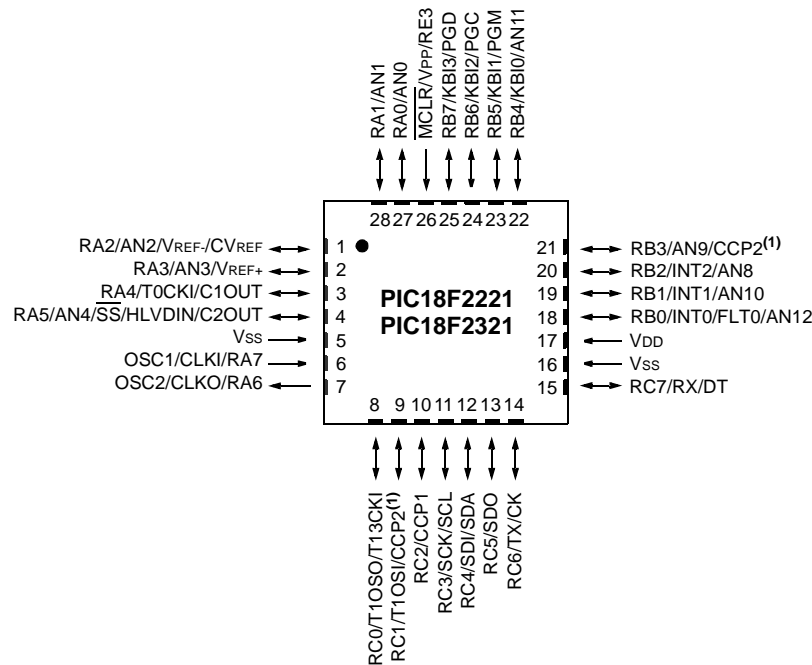 RA1/AN1
RA0/AN0
MCLR/VPP/RE3
RB7/KBI3/PGD
RB6/KBI2/PGC
RB5/KBI1/PGM
RB4/KBI0/AN11
28 27 26 25 24 23 22
RA2/AN2/VREF-/CVREF
RA3/AN3/VREF+
RA4/T0CKI/C1OUT
RA5/AN4/SS/HLVDIN/C2OUT
VSS
OSC1/CLKI/RA7
OSC2/CLKO/RA6
1
2
3
4
5
6
7
PIC18F2221
PIC18F2321
21
20
19
18
17
16
15
RB3/AN9/CCP2(1)
RB2/INT2/AN8
RB1/INT1/AN10
RB0/INT0/FLT0/AN12
VDD
VSS
RC7/RX/DT
8 9 10 11 12 13 14
RC0/T1OSO/T13CKI
RC1/T1OSI/CCP2(1)
RC2/CCP1
RC3/SCK/SCL
RC4/SDI/SDA
RC5/SDO
RC6/TX/CK